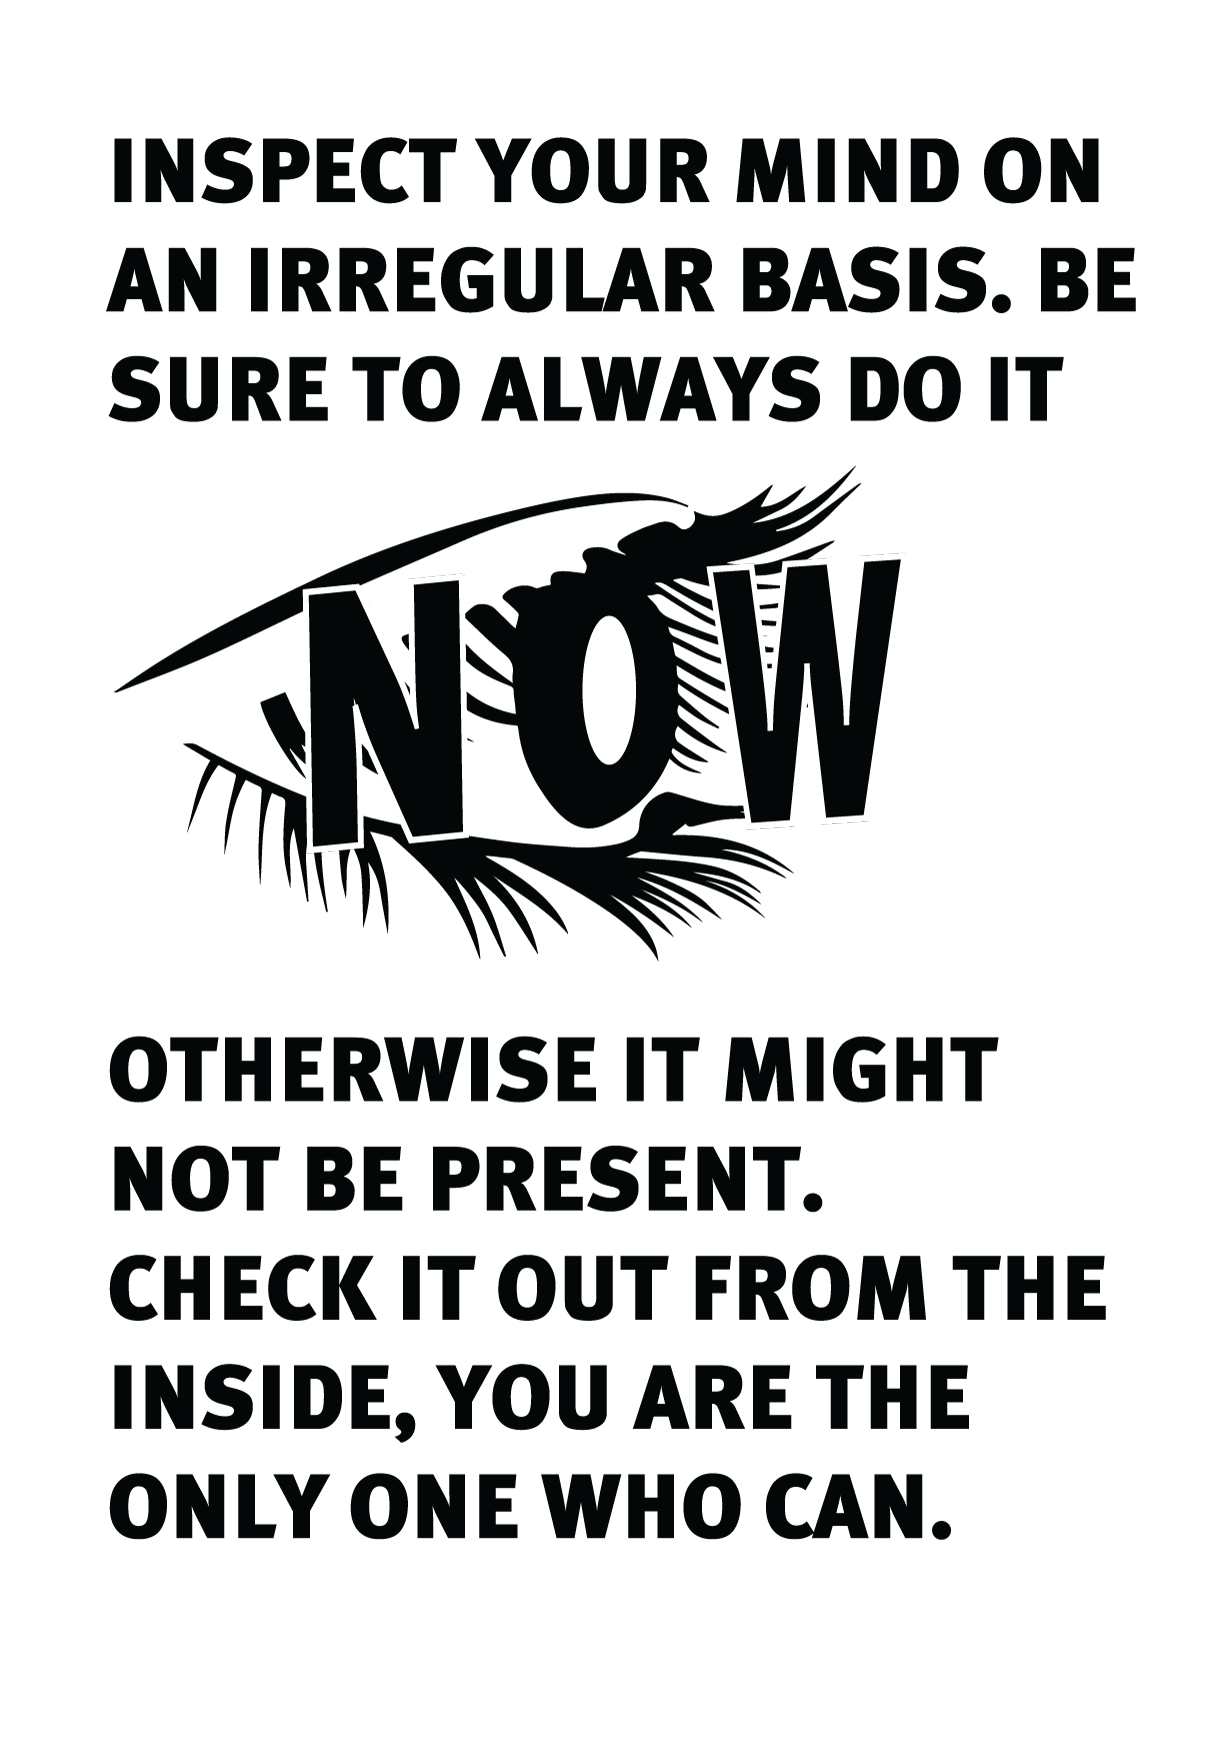 INSPECT YOUR MIND ON
AN IRREGULAR BASIS. BE
SURE TO ALWAYS DO IT
NOW
OTHERWISE IT MIGHT
NOT BE PRESENT.
CHECK IT OUT FROM THE
INSIDE, YOU ARE THE
ONLY ONE WHO CAN.